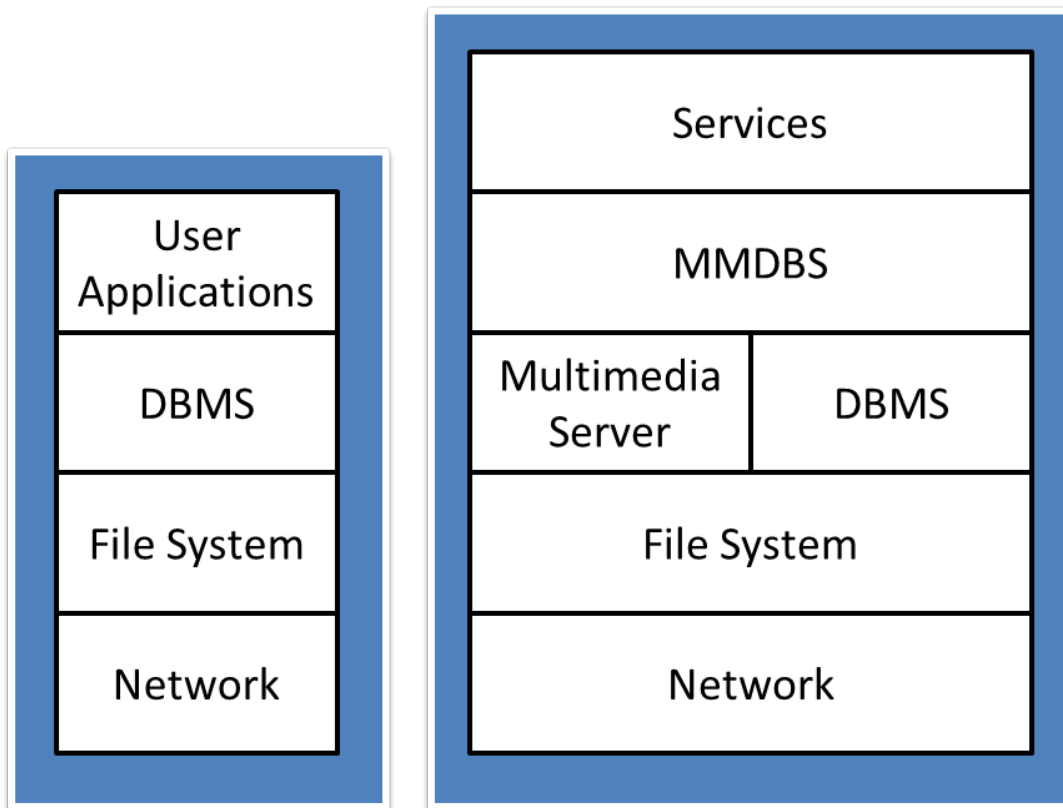 User
Applications
DBMS
File System
Network
Services
MMDBS
Multimedia
Server
DBMS
File System
Network